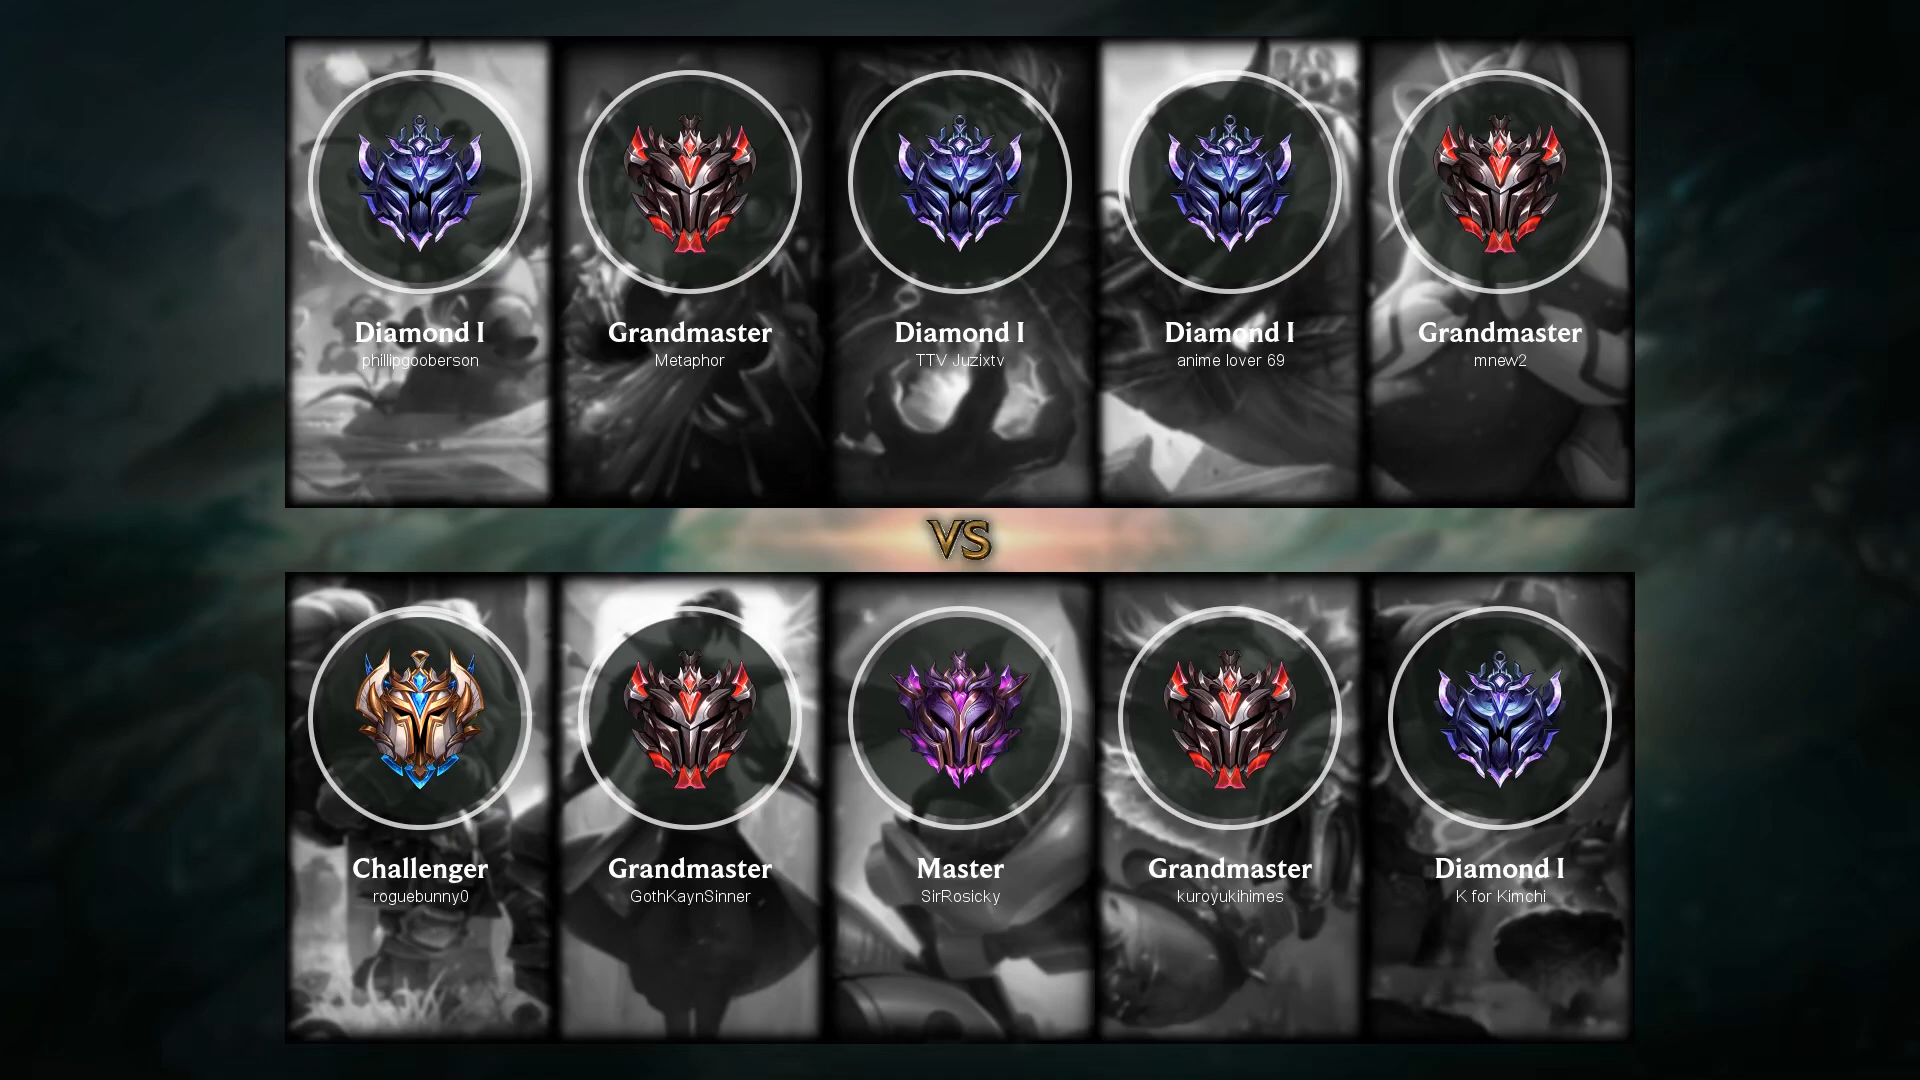 Diamond I
phillipgooberson
Grandmaster
Metaphor
Diamond I
TTV Juzixtv
Diamond I
anime lover 69
Grandmaster
mnew2
VS
Challenger
roguebunny0
Grandmaster
GothKaynSinner
Master
SirRosicky
Grandmaster
kuroyukihimes
Diamond I
K for Kimchi